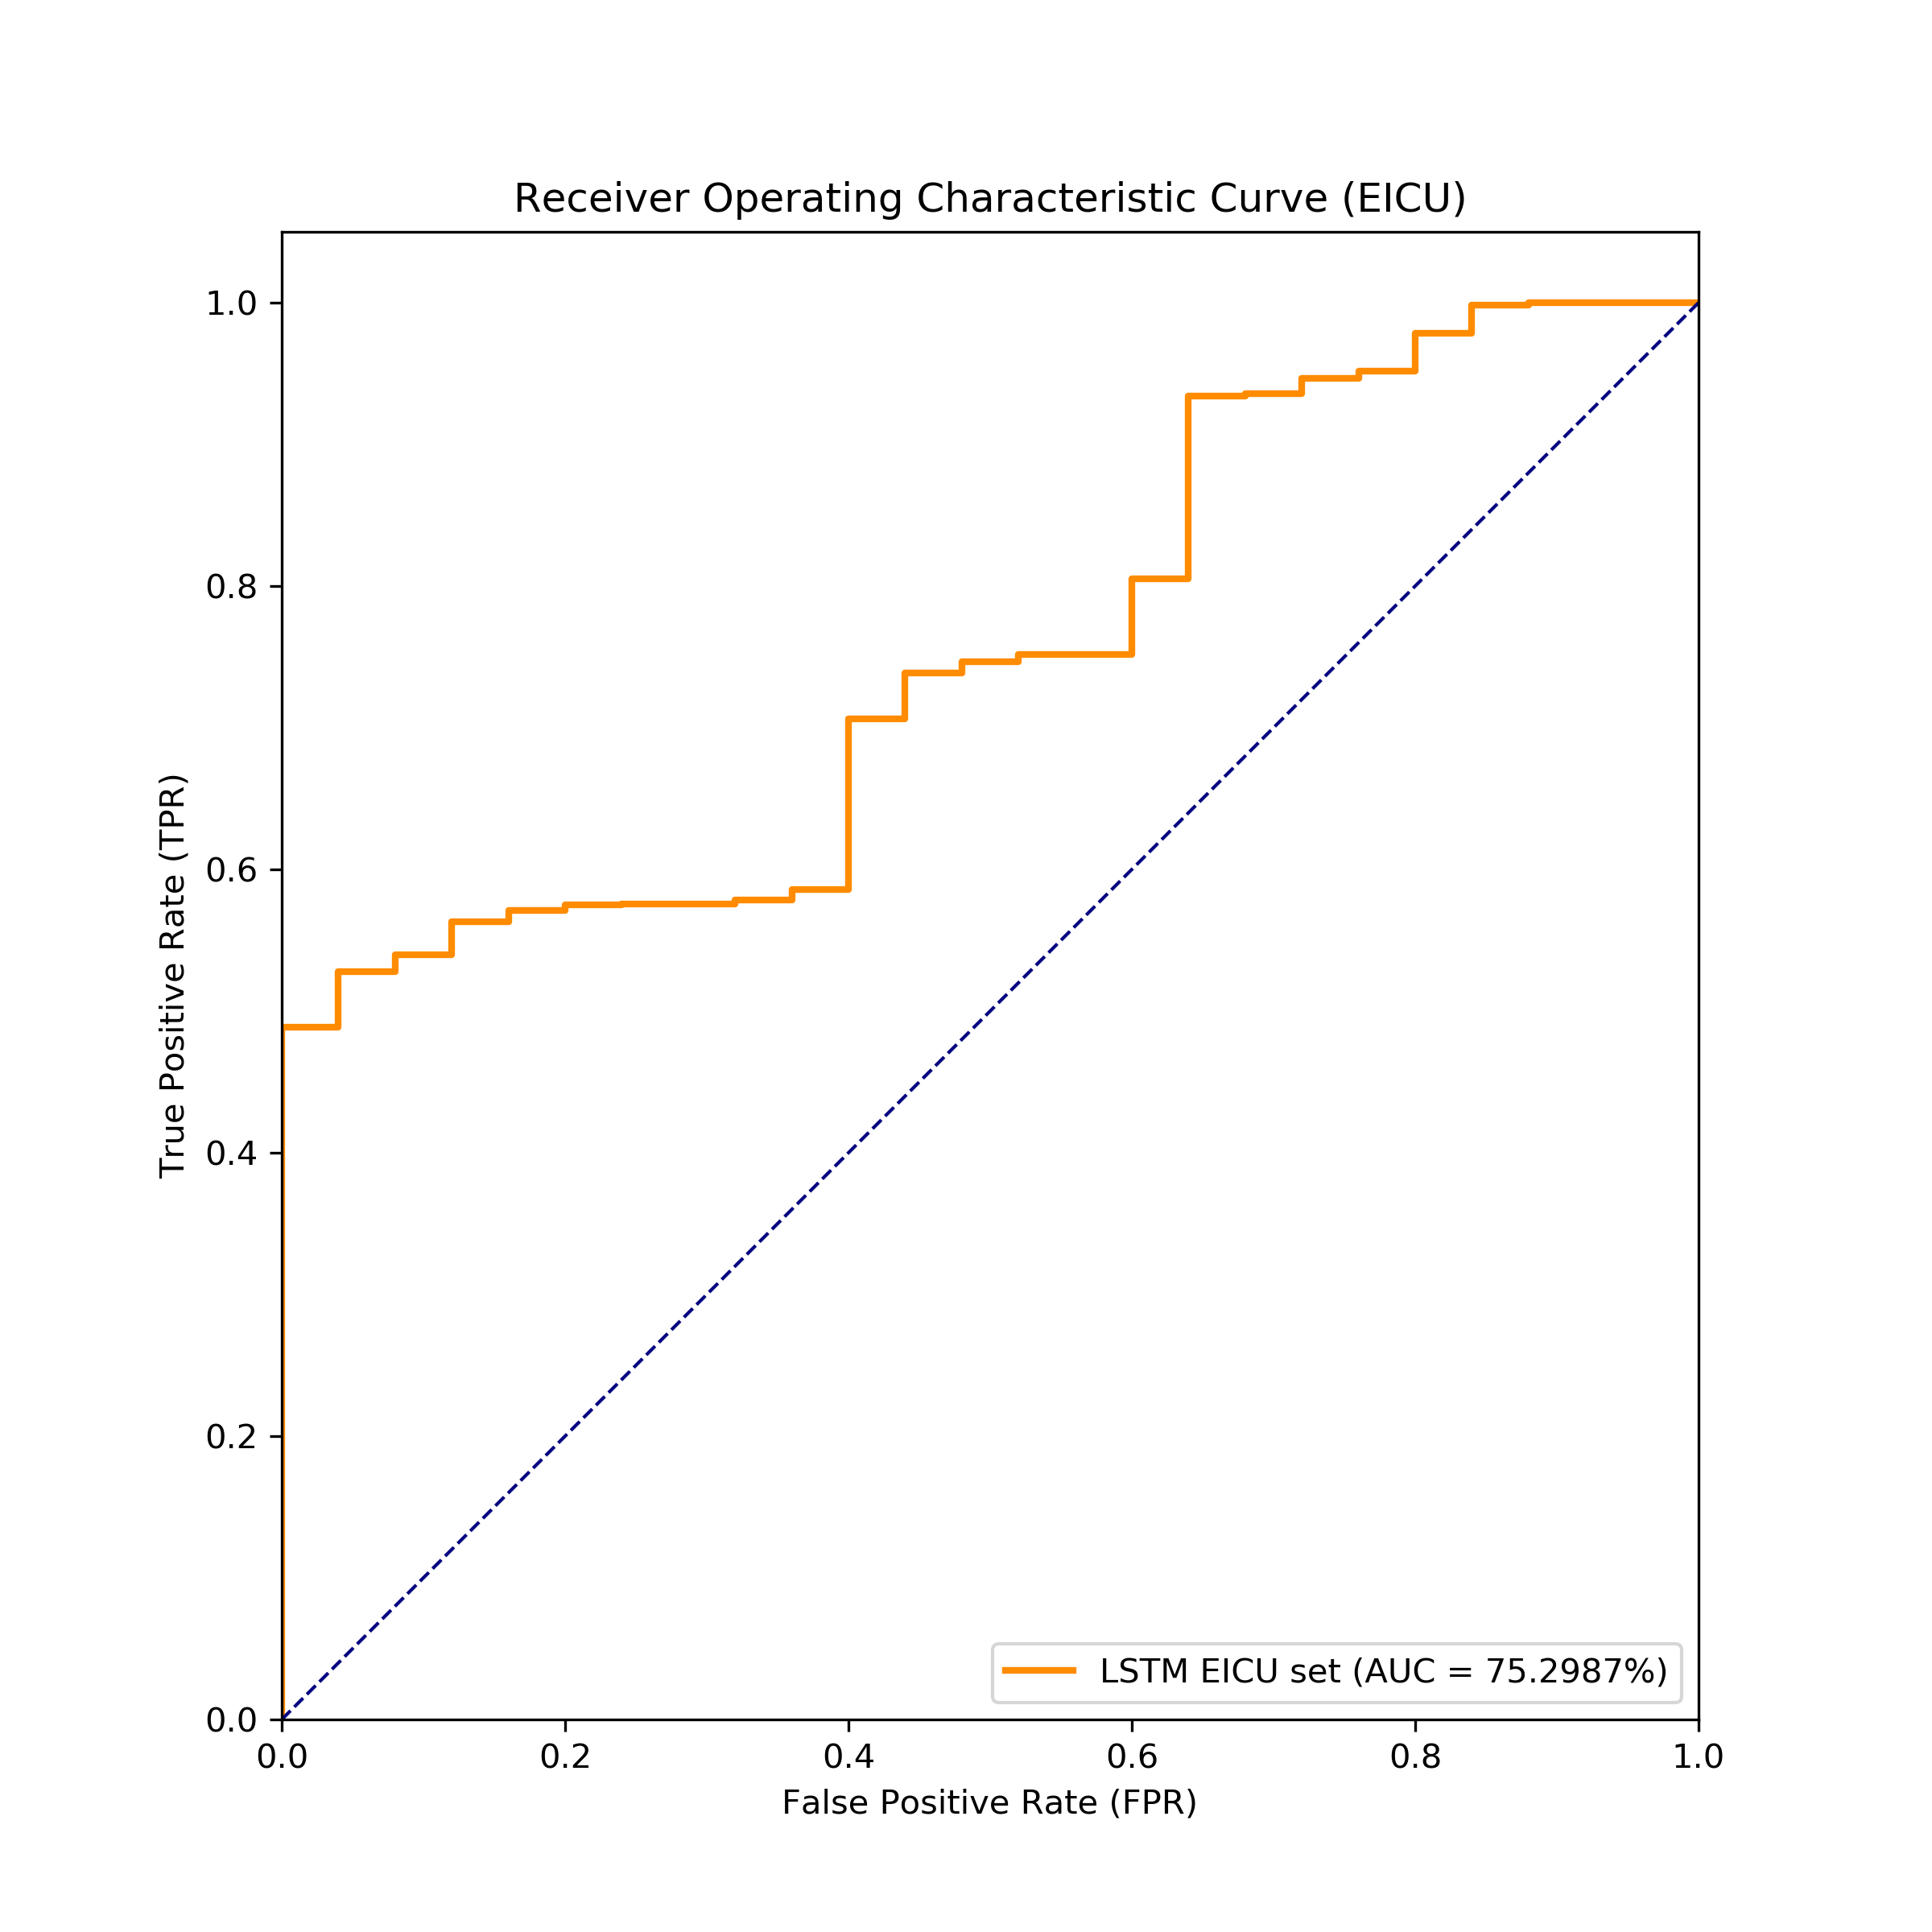 Receiver Operating Characteristic Curve (EICU)
True Positive Rate (TPR)
1.0
0.8
0.6
0.4
0.2
0.0
LSTM EICU set (AUC = 75.2987%)
0.0 0.2 0.4 0.6 0.8 1.0
False Positive Rate (FPR)